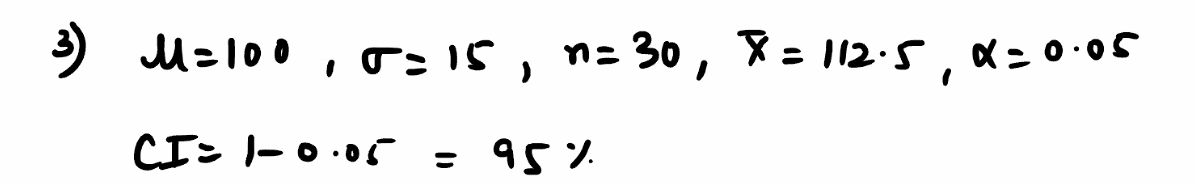 3) μ=100, σ=15, n=30, x̄=112.5, α=0.05
CI=1-0.05 = 95%